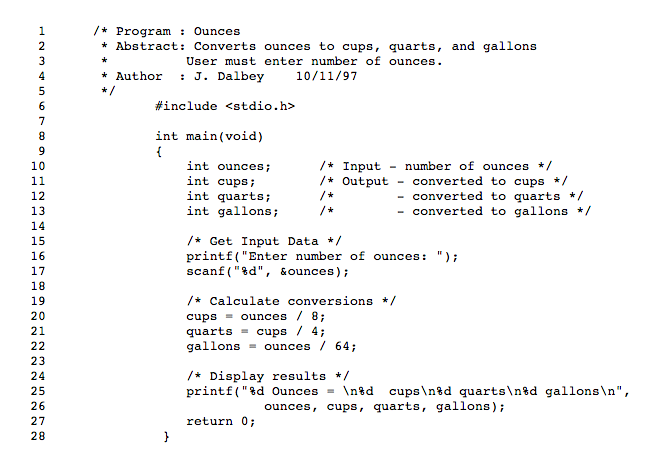 1 /* Program : Ounces
2  * Abstract: Converts ounces to cups, quarts, and gallons
3  *           User must enter number of ounces.
4  * Author  : J. Dalbey    10/11/97
5  */
6         #include <stdio.h>
7
8         int main(void)
9         {
10            int ounces;      /* Input - number of ounces */
11            int cups;        /* Output - converted to cups */
12            int quarts;      /*        - converted to quarts */
13            int gallons;     /*        - converted to gallons */
14
15            /* Get Input Data */
16            printf("Enter number of ounces: ");
17            scanf("%d", &ounces);
18
19            /* Calculate conversions */
20            cups = ounces / 8;
21            quarts = cups / 4;
22            gallons = ounces / 64;
23
24            /* Display results */
25            printf("%d Ounces = \n%d  cups\n%d quarts\n%d gallons\n",
26                      ounces, cups, quarts, gallons);
27            return 0;
28         }